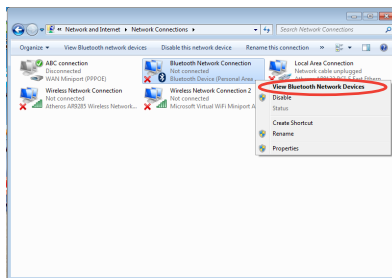 Network and Internet ▸ Network Connections ▸
Search Network Connections
Organize
View Bluetooth network devices
Disable this network device
Rename this connection
»
ABC connection
Disconnected
WAN Miniport (PPPOE)
Bluetooth Network Connection
Not connected
Bluetooth Device (Personal Area ...
Local Area Connection
Network cable unplugged
Wireless Network Connection
Not connected
Atheros AR9285 Wireless Network...
Wireless Network Connection 2
Not connected
Microsoft Virtual WiFi Miniport A...
View Bluetooth Network Devices
Disable
Status
Create Shortcut
Rename
Properties